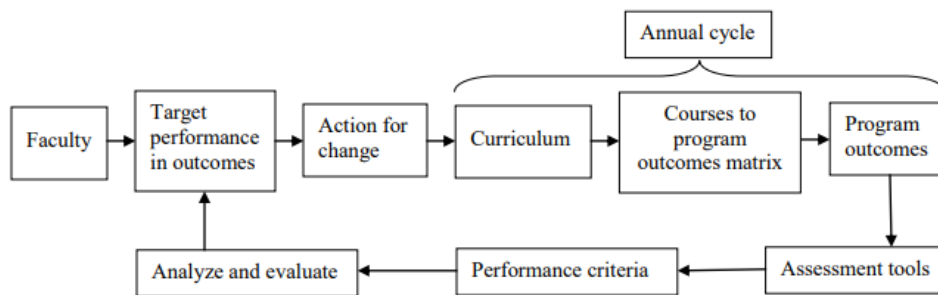 Annual cycle
Faculty
Target
performance
in outcomes
Action for
change
Curriculum
Courses to
program
outcomes matrix
Program
outcomes
Analyze and evaluate
Performance criteria
Assessment tools